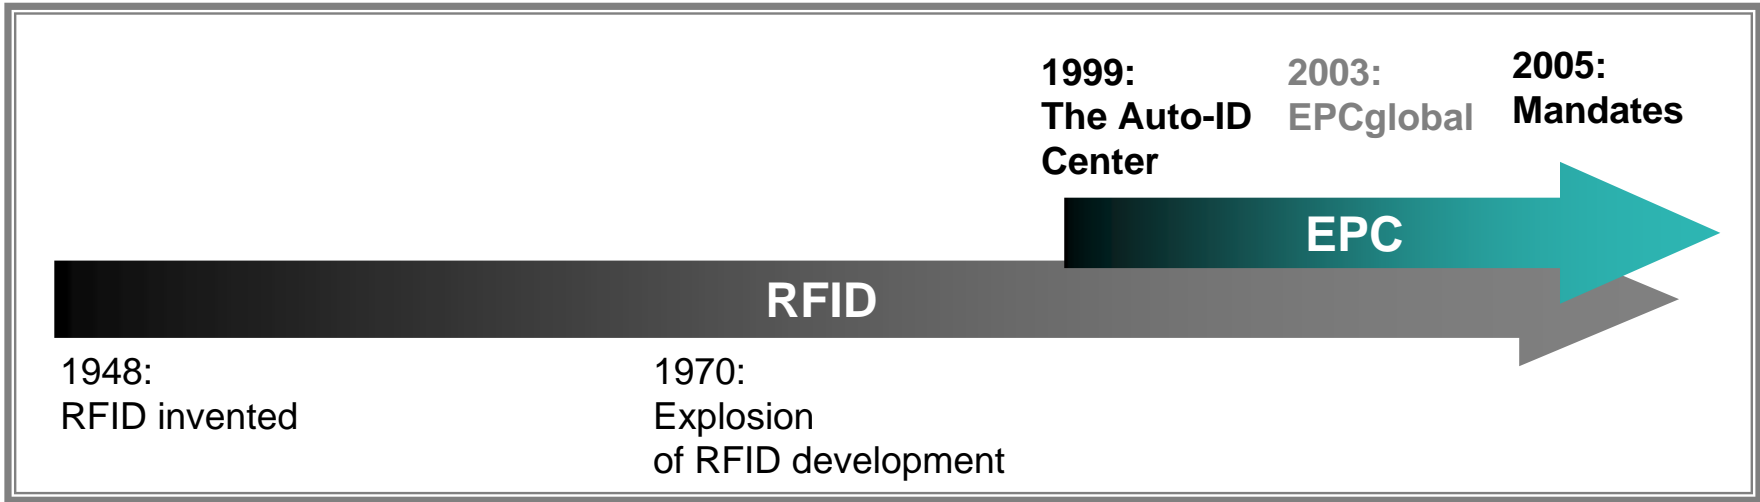 1999:
The Auto-ID
Center
2003:
EPCglobal
2005:
Mandates
EPC
RFID
1948:
RFID invented
1970:
Explosion
of RFID development